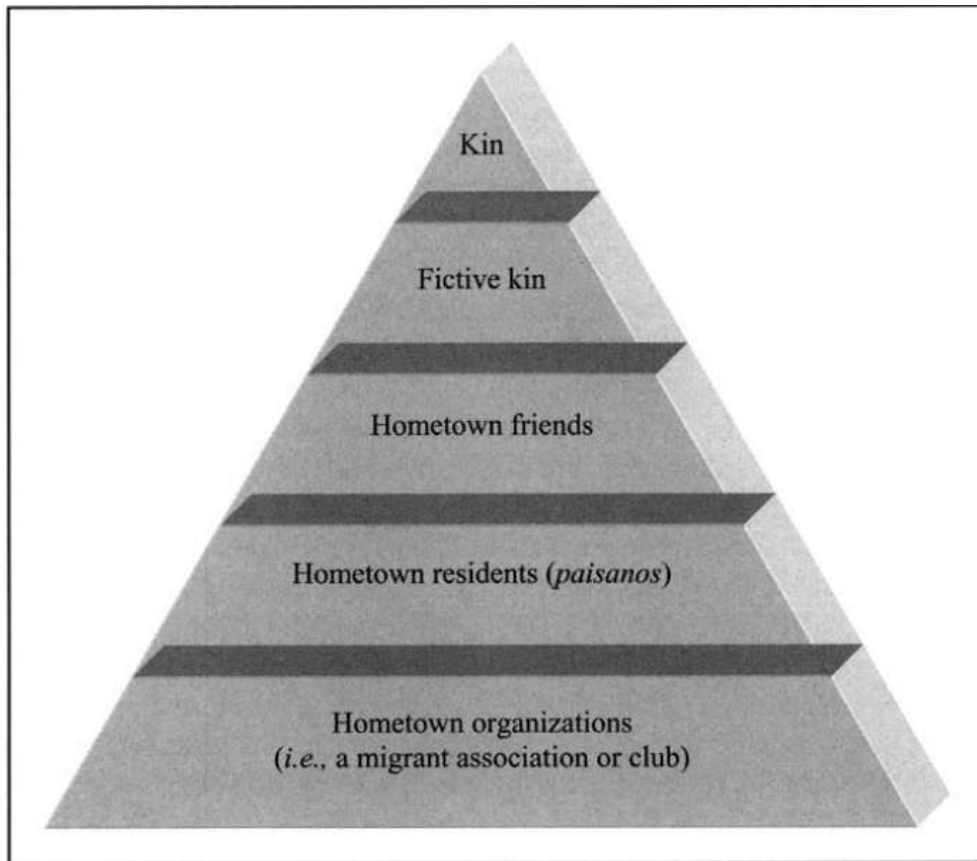 Kin
Fictive kin
Hometown friends
Hometown residents (paisanos)
Hometown organizations
(i.e., a migrant association or club)